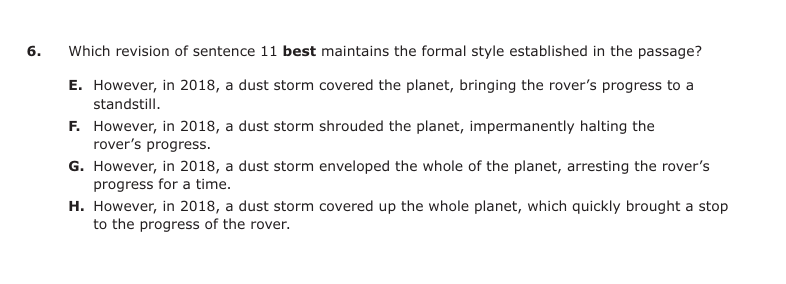 6. Which revision of sentence 11 best maintains the formal style established in the passage?
E. However, in 2018, a dust storm covered the planet, bringing the rover’s progress to a
standstill.
F. However, in 2018, a dust storm shrouded the planet, impermanently halting the
rover’s progress.
G. However, in 2018, a dust storm enveloped the whole of the planet, arresting the rover’s
progress for a time.
H. However, in 2018, a dust storm covered up the whole planet, which quickly brought a stop
to the progress of the rover.